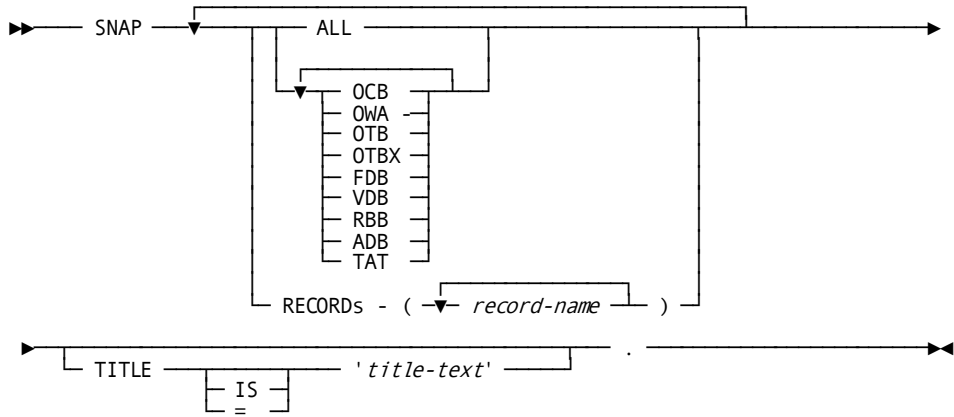 SNAP ALL
OCB
OWA -
OTB
OTBX
FDB
VDB
RBB
ADB
TAT
RECORDs - ( record-name )
TITLE 'title-text' .
IS
=